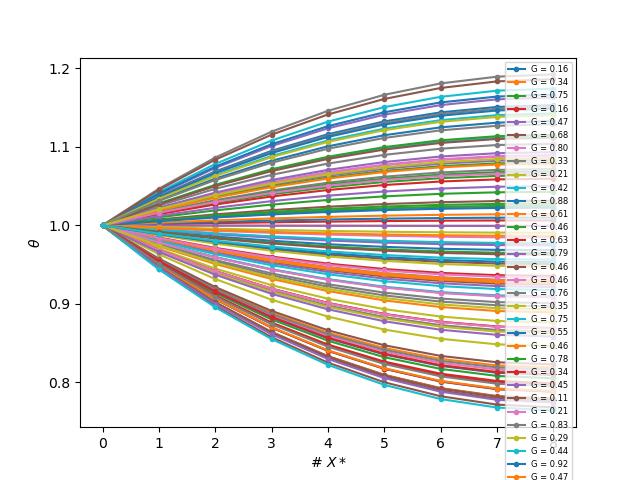 1.2
1.1
1.0
0.9
0.8
θ
0
1
2
3
4
5
6
7
# X*
G = 0.16
G = 0.34
G = 0.75
G = 0.16
G = 0.47
G = 0.68
G = 0.80
G = 0.33
G = 0.21
G = 0.42
G = 0.88
G = 0.61
G = 0.46
G = 0.63
G = 0.79
G = 0.46
G = 0.46
G = 0.76
G = 0.35
G = 0.75
G = 0.55
G = 0.46
G = 0.78
G = 0.34
G = 0.45
G = 0.11
G = 0.21
G = 0.83
G = 0.29
G = 0.44
G = 0.92
G = 0.47